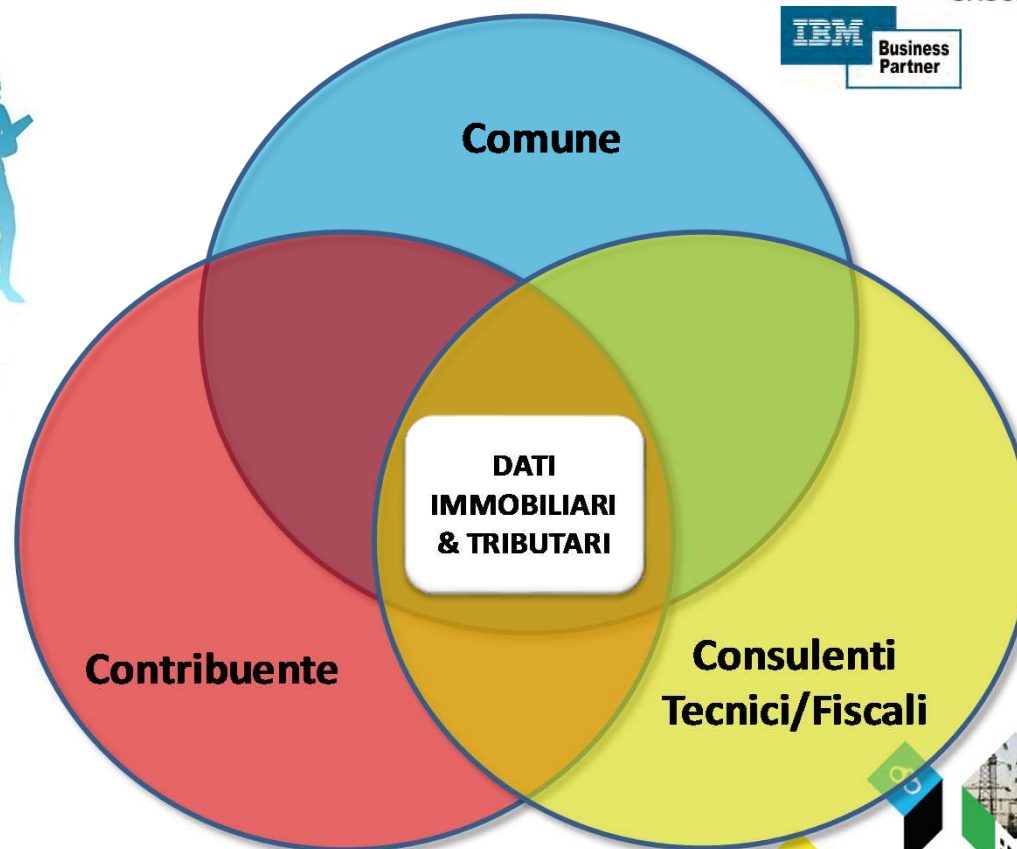 IBM
Business
Partner
Comune
DATI
IMMOBILIARI
& TRIBUTARI
Contribuente
Consulenti
Tecnici/Fiscali